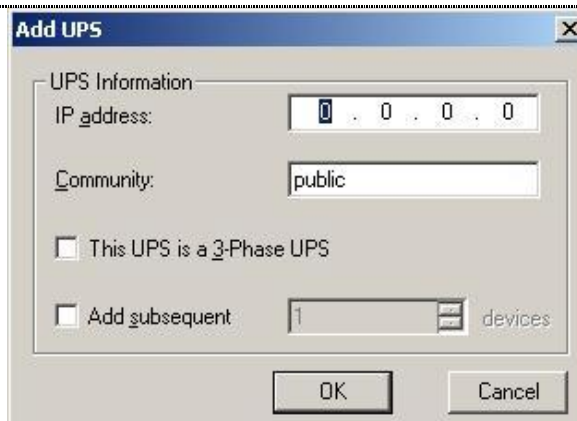 Add UPS
UPS Information
IP address: 0 . 0 . 0 . 0
Community: public
This UPS is a 3-Phase UPS
Add subsequent 1 devices
OK Cancel